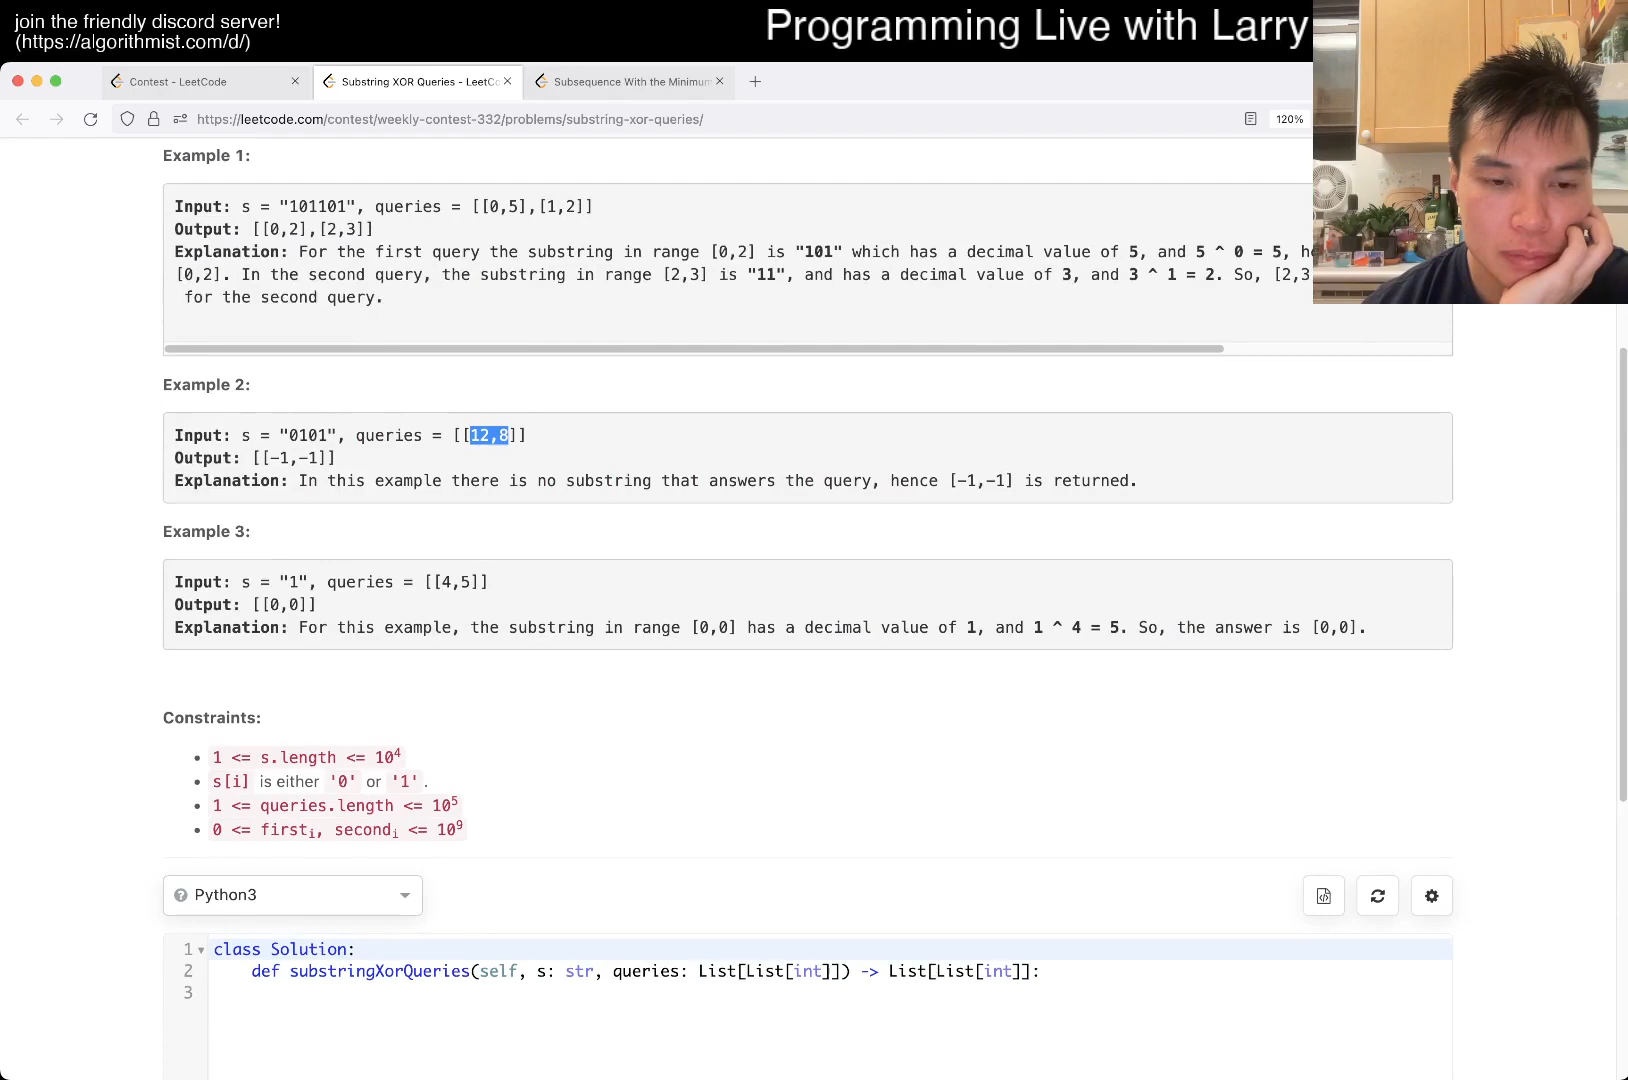 join the friendly discord server!
(https://algorithmist.com/d/)
Programming Live with Larry
Contest - LeetCode
Substring XOR Queries - LeetCo
Subsequence With the Minimum
https://leetcode.com/contest/weekly-contest-332/problems/substring-xor-queries/
120%
Example 1:
Input: s = "101101", queries = [[0,5],[1,2]]
Output: [[0,2],[2,3]]
Explanation: For the first query the substring in range [0,2] is "101" which has a decimal value of 5, and 5 ^ 0 = 5, he
[0,2]. In the second query, the substring in range [2,3] is "11", and has a decimal value of 3, and 3 ^ 1 = 2. So, [2,3
for the second query.
Example 2:
Input: s = "0101", queries = [[12,8]]
Output: [[-1,-1]]
Explanation: In this example there is no substring that answers the query, hence [-1,-1] is returned.
Example 3:
Input: s = "1", queries = [[4,5]]
Output: [[0,0]]
Explanation: For this example, the substring in range [0,0] has a decimal value of 1, and 1 ^ 4 = 5. So, the answer is [0,0].
Constraints:
• 1 <= s.length <= 10⁴
• s[i] is either '0' or '1'.
• 1 <= queries.length <= 10⁵
• 0 <= firstᵢ, secondᵢ <= 10⁹
Python3
1 class Solution:
2 def substringXorQueries(self, s: str, queries: List[List[int]]) -> List[List[int]]:
3